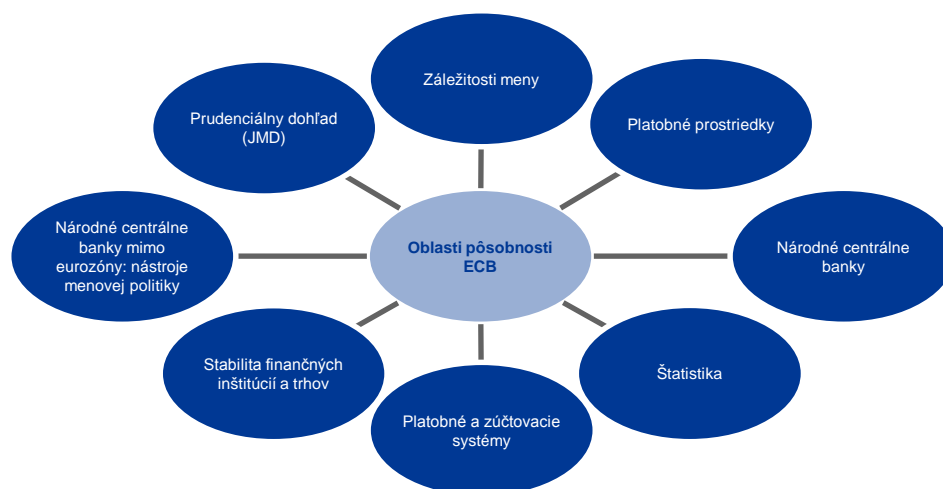 Záležitosti meny
Prudenciálny dohľad
(JMD)
Platobné prostriedky
Národné centrálne
banky mimo
eurozóny: nástroje
menovej politiky
Oblasti pôsobnosti
ECB
Národné centrálne
banky
Stabilita finančných
inštitúcií a trhov
Štatistika
Platobné a zúčtovacie
systémy